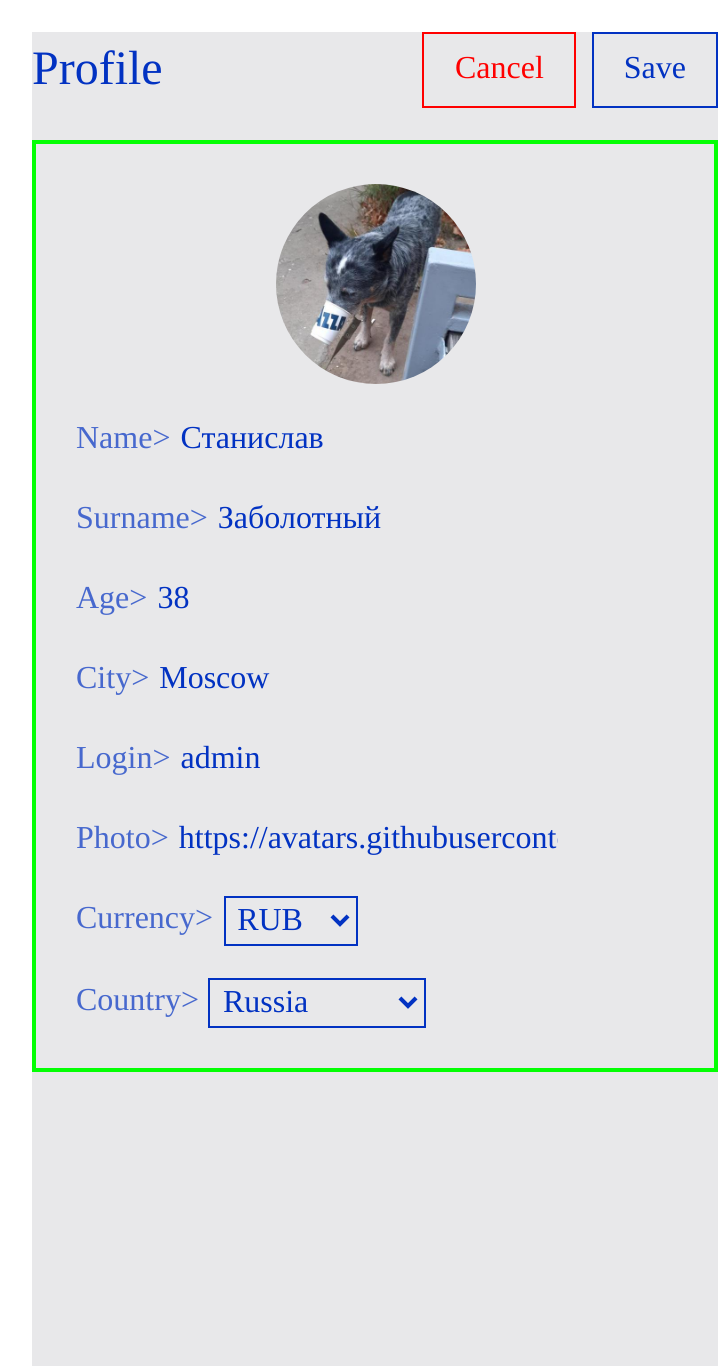 Profile Cancel Save
Name> Станислав
Surname> Заболотный
Age> 38
City> Moscow
Login> admin
Photo> https://avatars.githubusercont
Currency> RUB
Country> Russia